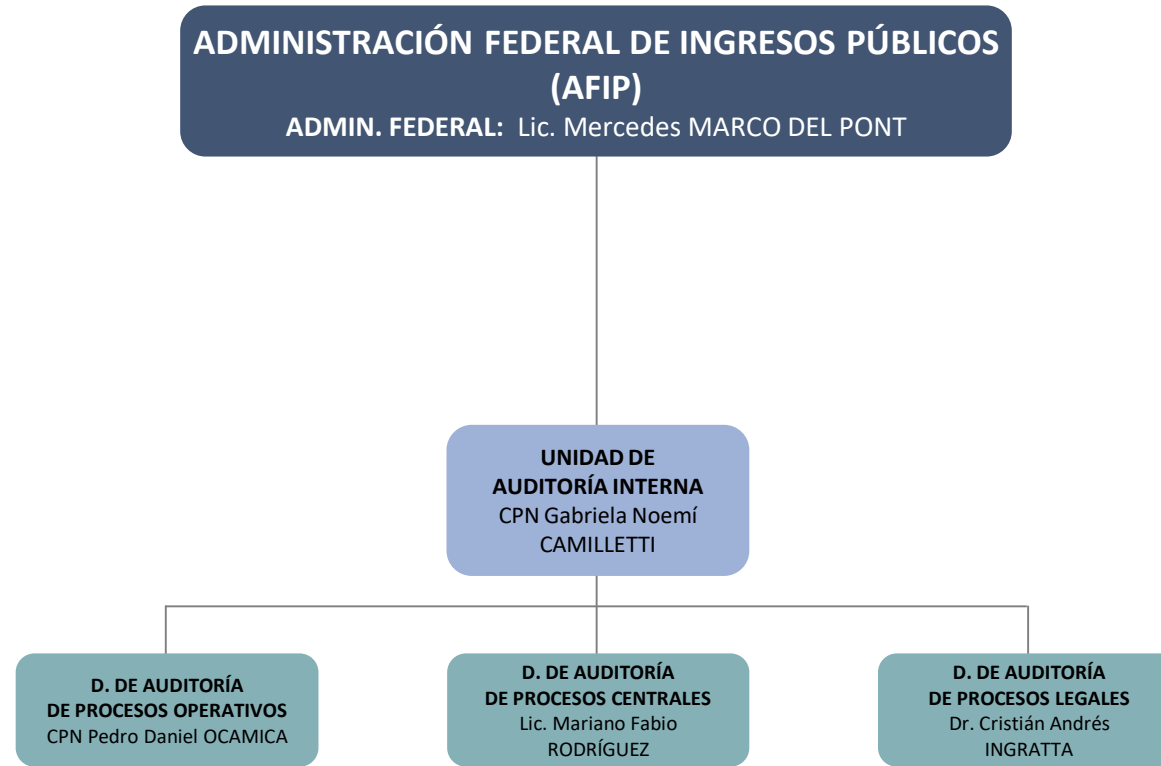 ADMINISTRACIÓN FEDERAL DE INGRESOS PÚBLICOS
(AFIP)
ADMIN. FEDERAL: Lic. Mercedes MARCO DEL PONT
UNIDAD DE
AUDITORÍA INTERNA
CPN Gabriela Noemí
CAMILLETTI
D. DE AUDITORÍA
DE PROCESOS OPERATIVOS
CPN Pedro Daniel OCAMICA
D. DE AUDITORÍA
DE PROCESOS CENTRALES
Lic. Mariano Fabio
RODRÍGUEZ
D. DE AUDITORÍA
DE PROCESOS LEGALES
Dr. Cristián Andrés
INGRATTA